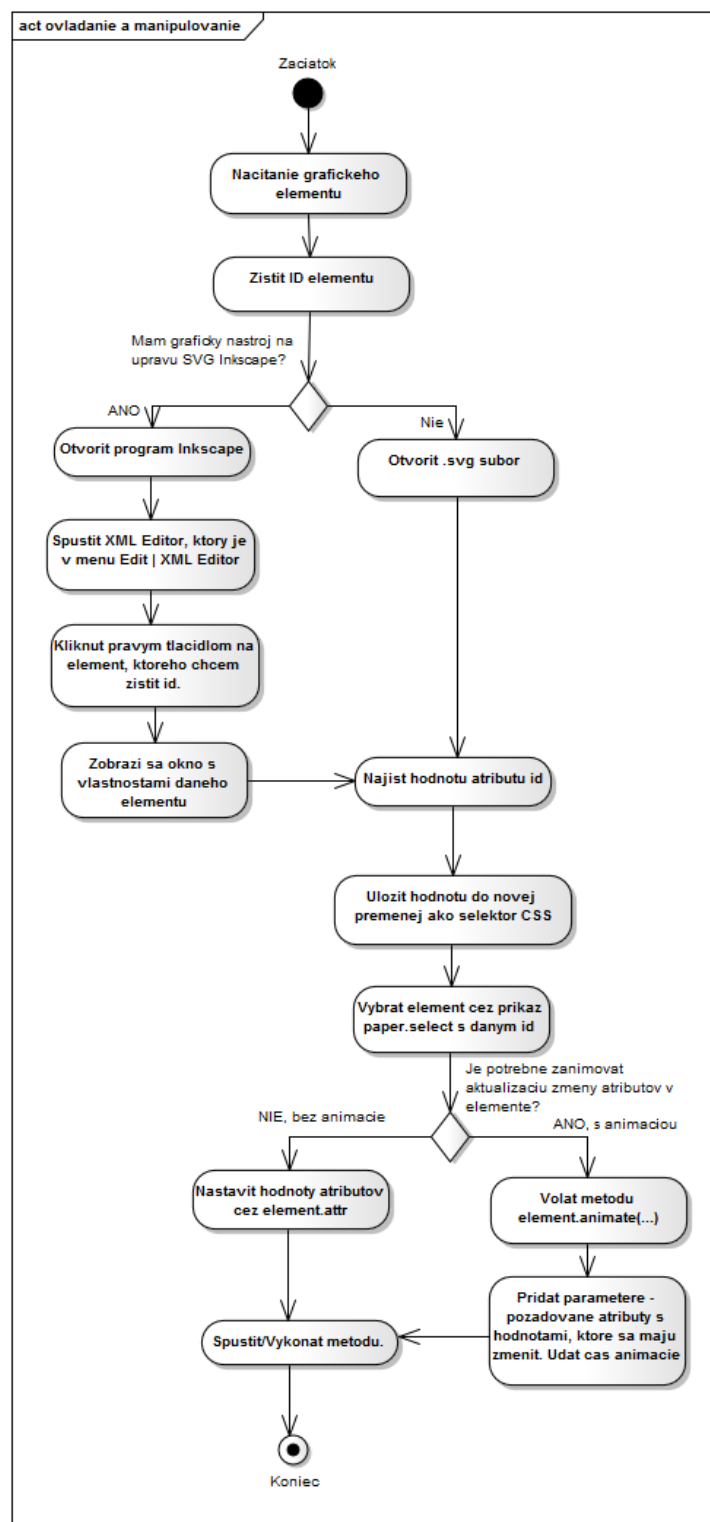 act ovladanie a manipulovanie
Zaciatok
Nacitanie grafickeho
elementu
Zistit ID elementu
Mam graficky nastroj na
upravu SVG Inkscape?
ANO
Nie
Otvorit program Inkscape
Otvorit .svg subor
Spustit XML Editor, ktory je
v menu Edit | XML Editor
Kliknut pravym tlacidlom na
element, ktoreho chcem
zistit id.
Zobrazi sa okno s
vlastnostami daneho
elementu
Najist hodnotu atributu id
Ulozit hodnotu do novej
premenej ako selektor CSS
Vybrat element cez prikaz
paper.select s danym id
Je potrebne zanimovat
aktualizaciu zmeny atributov v
elemente?
NIE, bez animacie
ANO, s animaciou
Nastavit hodnoty atributov
cez element.attr
Volat metodu
element.animate(...)
Pridat parametere -
pozadovane atributy s
hodnotami, ktore sa maju
zmenit. Udat cas animacie
Spustit/Vykonat metodu.
Koniec